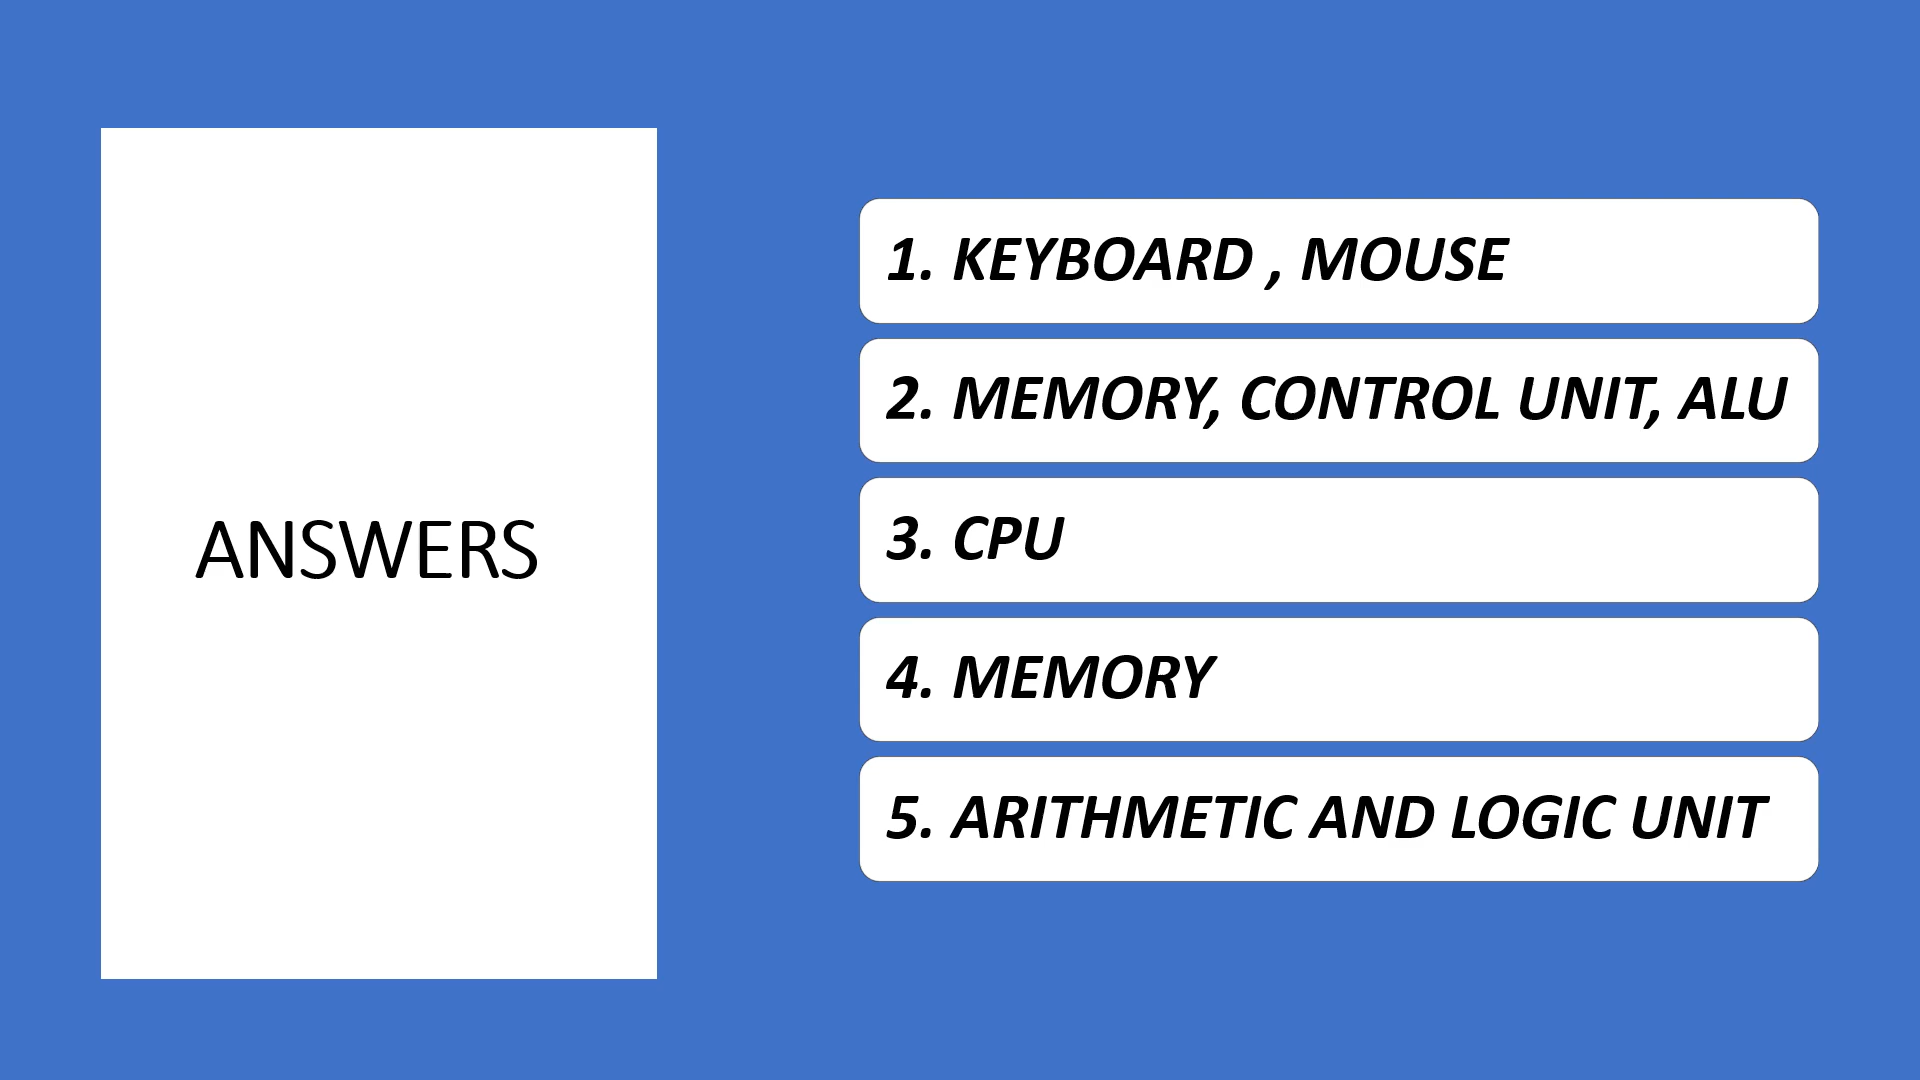 ANSWERS
1. KEYBOARD , MOUSE
2. MEMORY, CONTROL UNIT, ALU
3. CPU
4. MEMORY
5. ARITHMETIC AND LOGIC UNIT